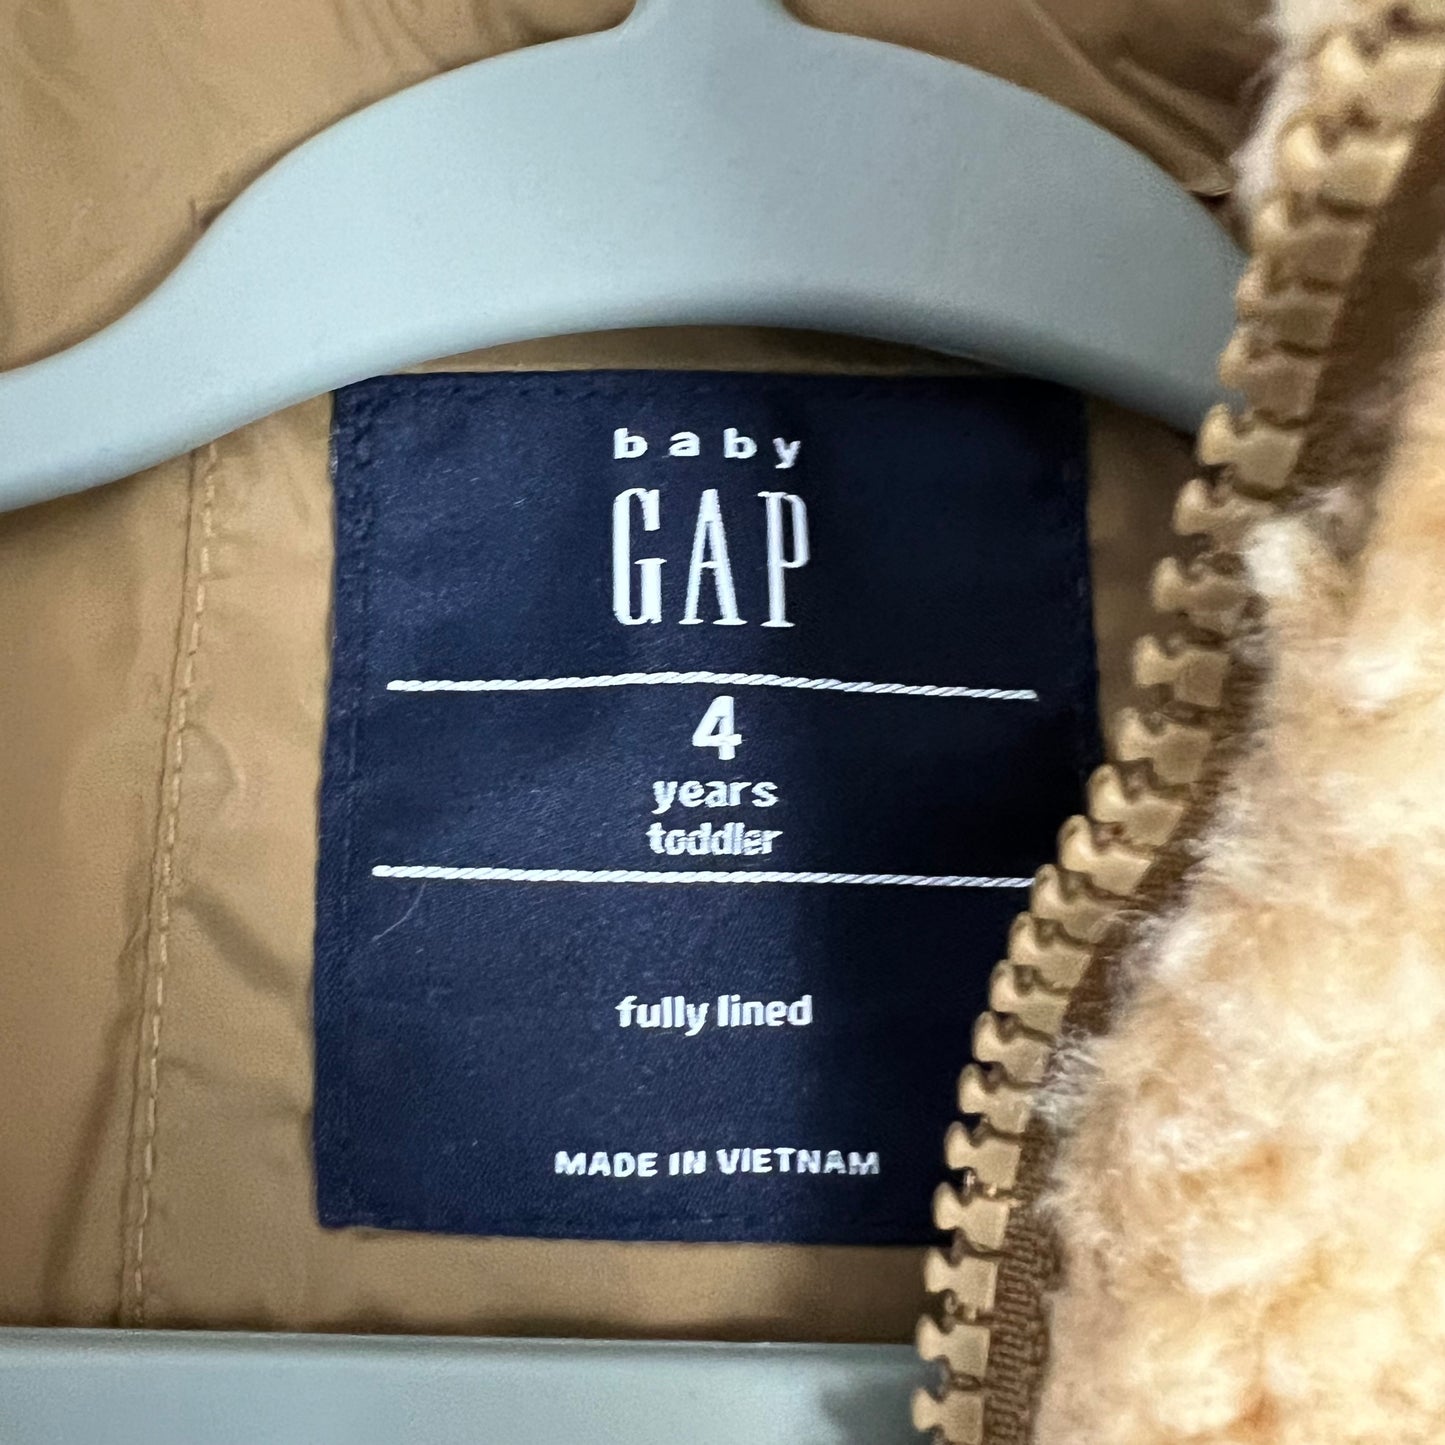 baby
GAP
4
years
toddler
fully lined
MADE IN VIETNAM